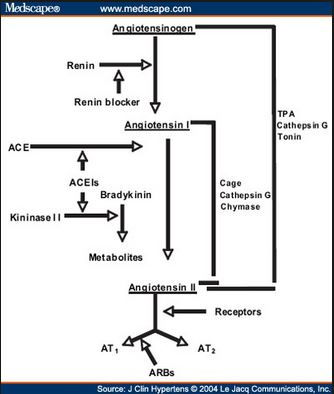 Medscape® www.medscape.com
Angiotensinogen
Renin
Renin blocker
TPA
Cathepsin G
Tonin
Angiotensin I
ACE
ACEIs
Cage
Cathepsin G
Chymase
Bradykinin
Kininase II
Metabolites
Angiotensin II
Receptors
AT1
AT2
ARBs
Source: J Clin Hypertens © 2004 Le Jacq Communications, Inc.